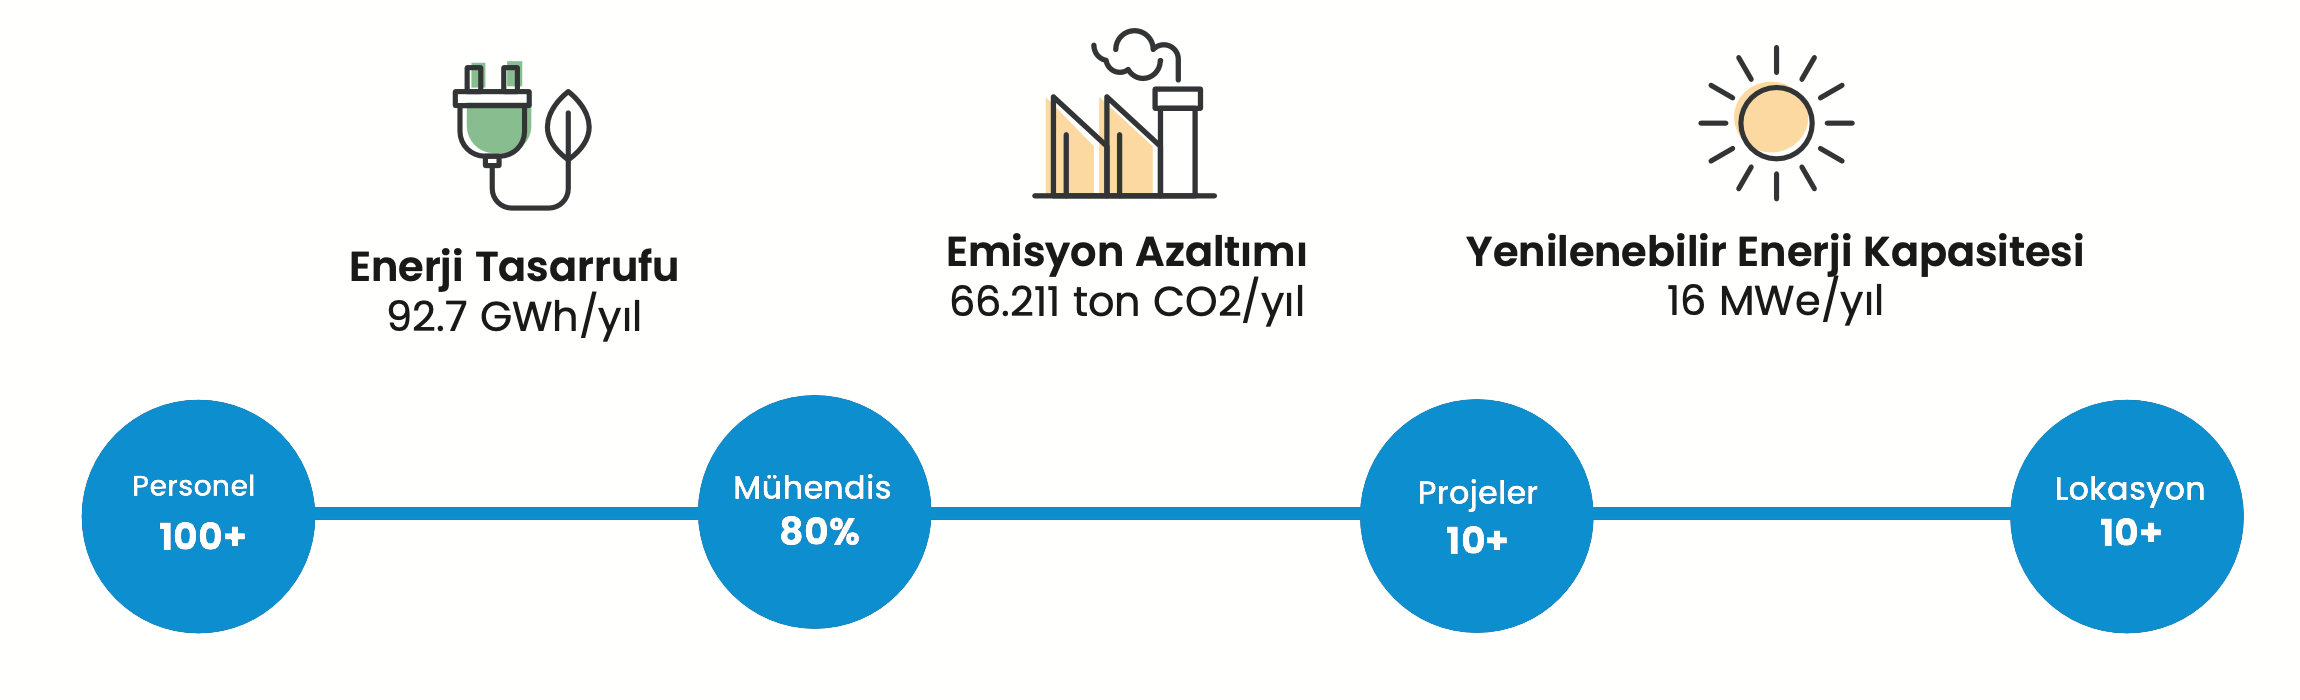 Enerji Tasarrufu
92.7 GWh/yıl
Emisyon Azaltımı
66.211 ton CO2/yıl
Yenilenebilir Enerji Kapasitesi
16 MWe/yıl
Personel
100+
Mühendis
80%
Projeler
10+
Lokasyon
10+